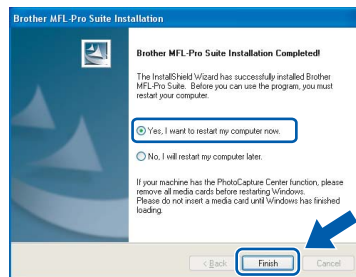 Brother MFL-Pro Suite Installation
Brother MFL-Pro Suite Installation Completed!
The InstallShield Wizard has successfully installed Brother
MFL-Pro Suite. Before you can use the program, you must
restart your computer.
Yes, I want to restart my computer now.
No, I will restart my computer later.
If your machine has the PhotoCapture Center function, please
remove all media cards before restarting Windows.
Please do not insert a media card until Windows has finished
loading.
< Back Finish Cancel